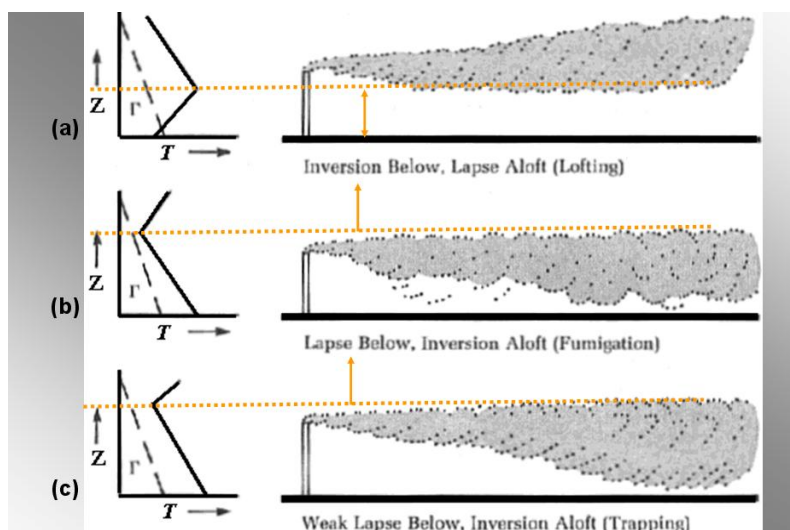 Z
Γ
(a)
T
Inversion Below, Lapse Aloft (Lofting)
Z
Γ
(b)
T
Lapse Below, Inversion Aloft (Fumigation)
Z
Γ
(c)
T
Weak Lapse Below, Inversion Aloft (Trapping)